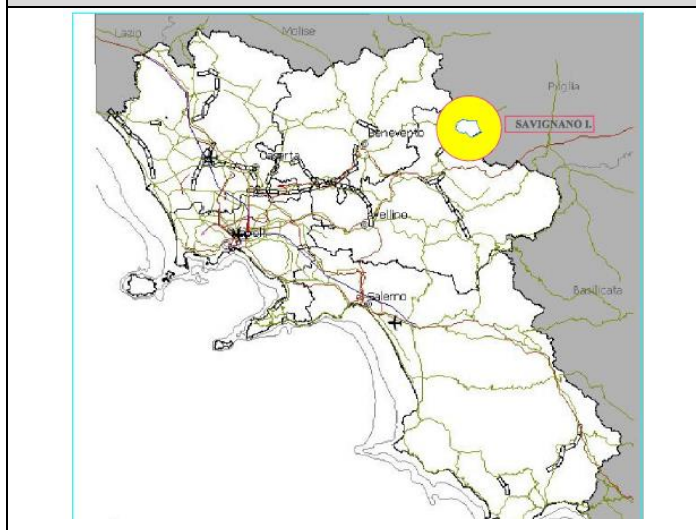 Lazio
Molise
Puglia
SAVIGNANO I.
Benevento
Caserta
Avellino
Napoli
Basilicata
Salerno